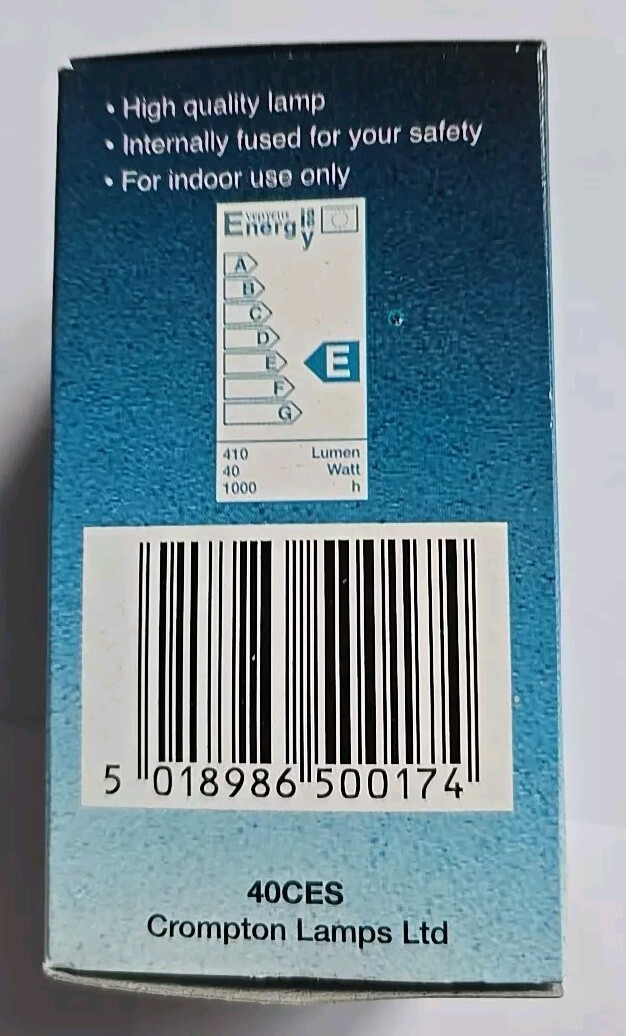 • High quality lamp
• Internally fused for your safety
• For indoor use only
Energy
A
B
C
D
E
E
F
G
410 Lumen
40 Watt
1000 h
5 018986 500174
40CES
Crompton Lamps Ltd